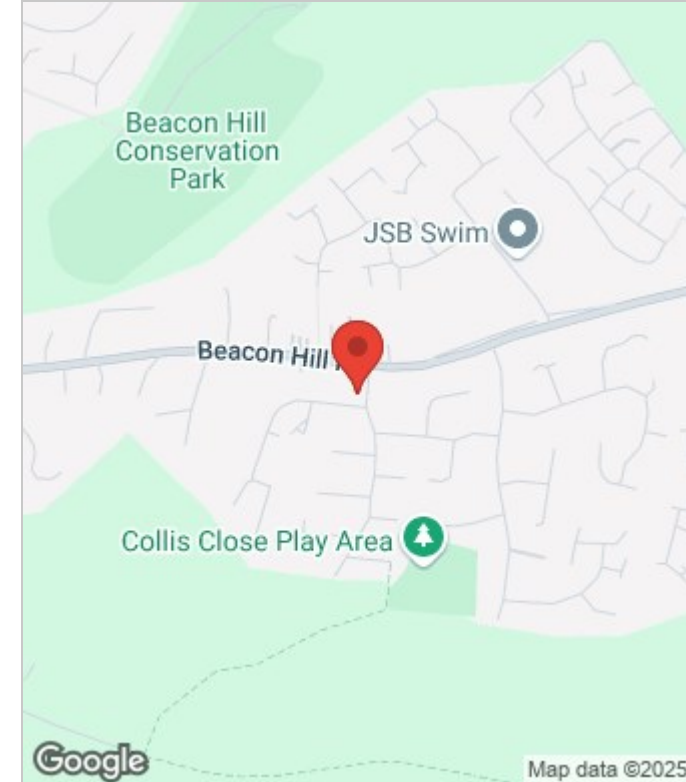 Beacon Hill
Conservation
Park
JSB Swim
Beacon Hill
Collis Close Play Area
Google
Map data ©2025